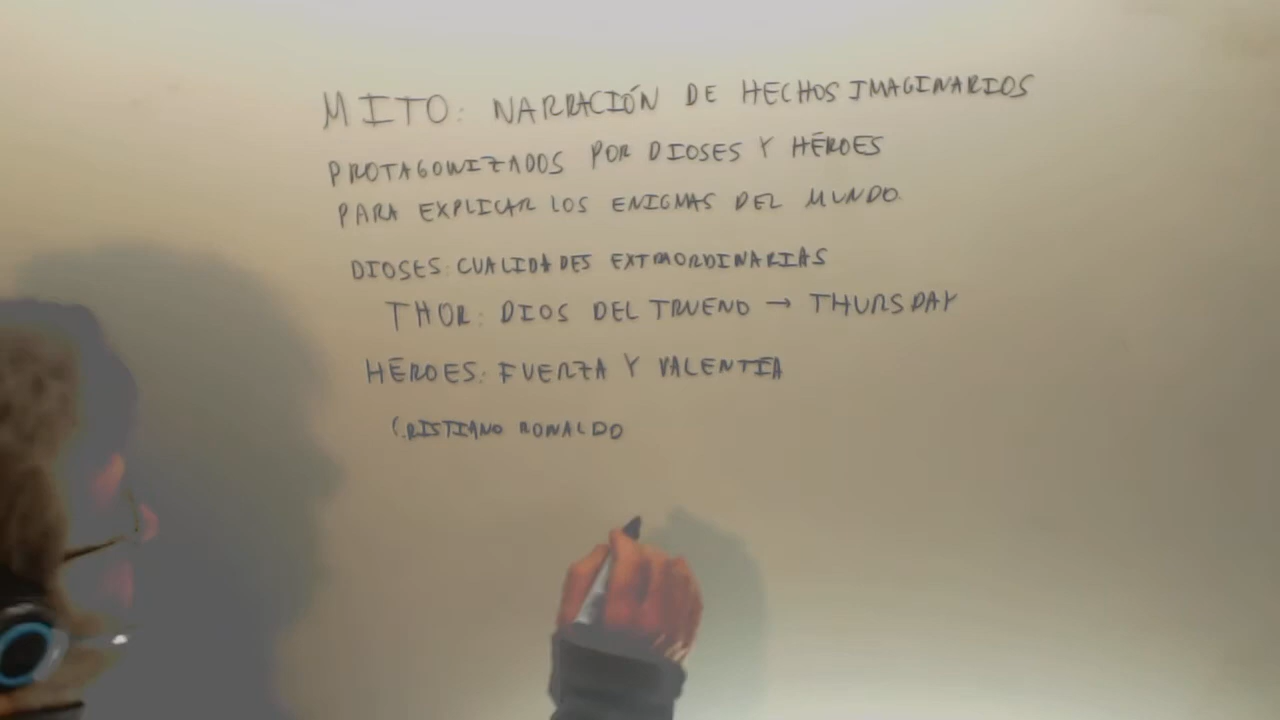 MITO: NARRACIÓN DE HECHOS IMAGINARIOS
PROTAGONIZADOS POR DIOSES Y HÉROES
PARA EXPLICAR LOS ENIGMAS DEL MUNDO.
DIOSES: CUALIDADES EXTRAORDINARIAS
THOR: DIOS DEL TRUENO → THURSDAY
HÉROES: FUERZA Y VALENTÍA
CRISTIANO RONALDO